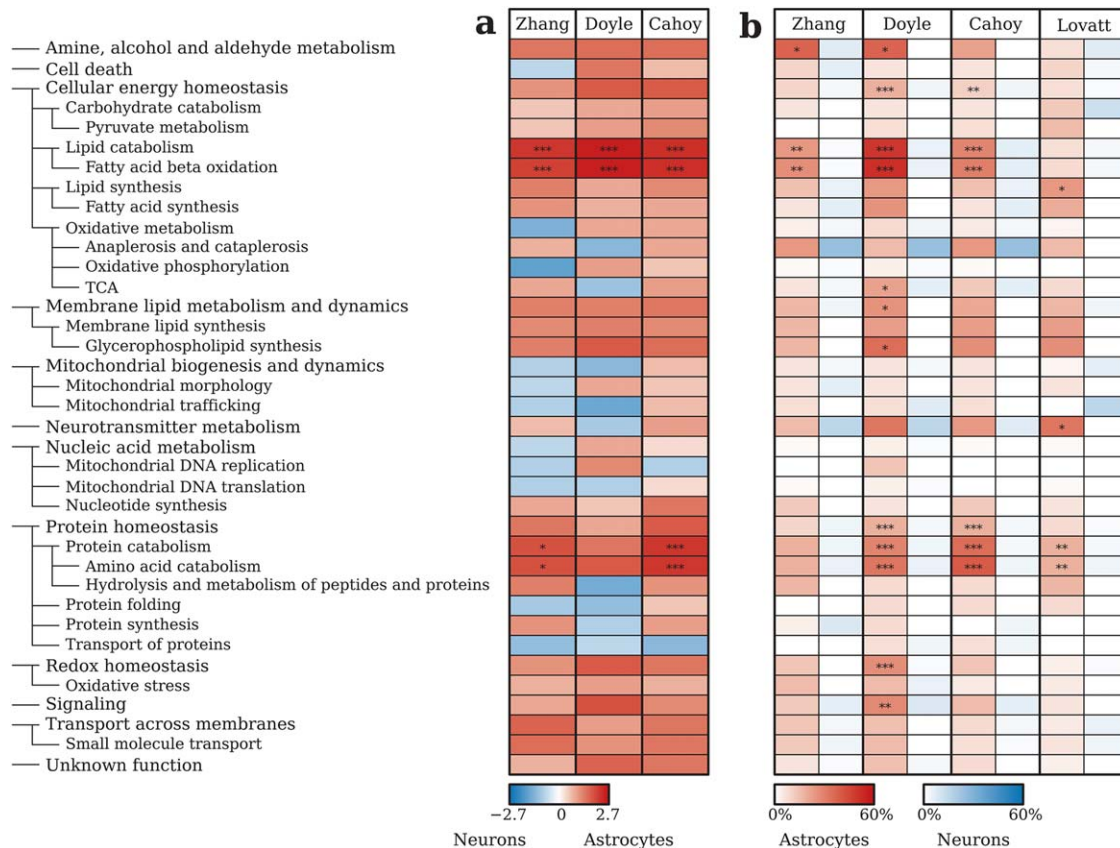 a Zhang Doyle Cahoy b Zhang Doyle Cahoy Lovatt
Amine, alcohol and aldehyde metabolism * *
Cell death
Cellular energy homeostasis *** **
Carbohydrate catabolism
Pyruvate metabolism
Lipid catabolism *** *** *** ** *** ***
Fatty acid beta oxidation *** *** *** ** *** ***
Lipid synthesis *
Fatty acid synthesis
Oxidative metabolism
Anaplerosis and cataplerosis
Oxidative phosphorylation
TCA *
Membrane lipid metabolism and dynamics *
Membrane lipid synthesis
Glycerophospholipid synthesis *
Mitochondrial biogenesis and dynamics
Mitochondrial morphology
Mitochondrial trafficking
Neurotransmitter metabolism *
Nucleic acid metabolism
Mitochondrial DNA replication
Mitochondrial DNA translation
Nucleotide synthesis
Protein homeostasis *** ***
Protein catabolism * *** *** *** **
Amino acid catabolism * *** *** *** **
Hydrolysis and metabolism of peptides and proteins
Protein folding
Protein synthesis
Transport of proteins
Redox homeostasis ***
Oxidative stress
Signaling **
Transport across membranes
Small molecule transport
Unknown function
−2.7 0 2.7 0% 60% 0% 60%
Neurons Astrocytes Astrocytes Neurons